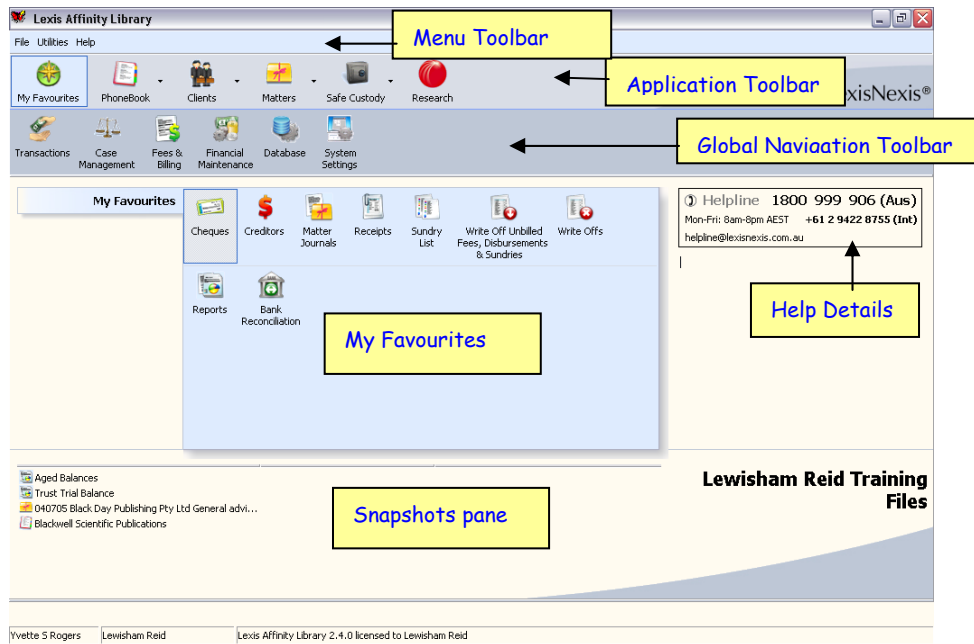 Lexis Affinity Library
Menu Toolbar
File Utilities Help
Application Toolbar
My Favourites PhoneBook Clients Matters Safe Custody Research
exisNexis®
Global Naviaation Toolbar
Transactions Case Management Fees & Billing Financial Maintenance Database System Settings
My Favourites
Cheques Creditors Matter Journals Receipts Sundry List Write Off Unbilled Fees, Disbursements & Sundries Write Offs
Reports Bank Reconciliation
My Favourites
Helpline 1800 999 906 (Aus)
Mon-Fri: 8am-8pm AEST +61 2 9422 8755 (Int)
helpline@lexisnexis.com.au
Help Details
Aged Balances
Trust Trial Balance
040705 Black Day Publishing Pty Ltd General advi...
Blackwell Scientific Publications
Snapshots pane
Lewisham Reid Training
Files
Yvette S Rogers Lewisham Reid Lexis Affinity Library 2.4.0 licensed to Lewisham Reid